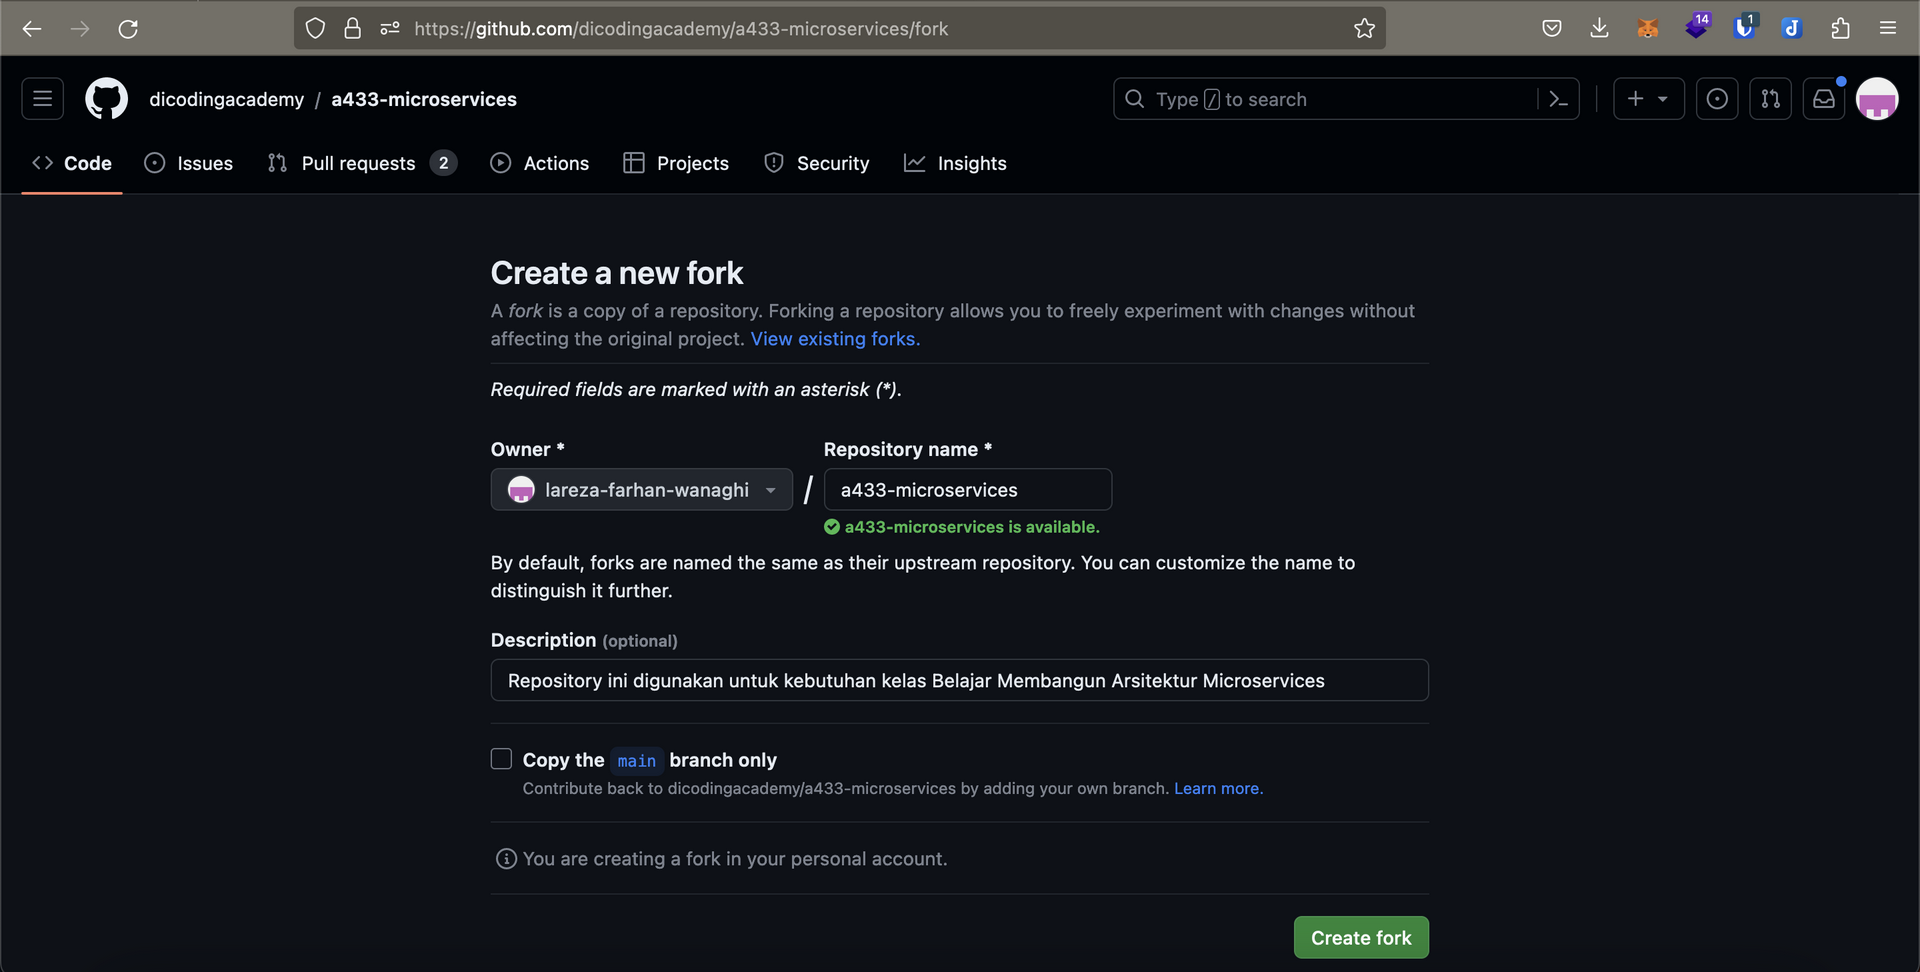 https://github.com/dicodingacademy/a433-microservices/fork
14
1
dicodingacademy / a433-microservices
Type / to search
Code
Issues
Pull requests 2
Actions
Projects
Security
Insights
Create a new fork
A fork is a copy of a repository. Forking a repository allows you to freely experiment with changes without
affecting the original project. View existing forks.
Required fields are marked with an asterisk (*).
Owner *
Repository name *
lareza-farhan-wanaghi
/
a433-microservices
a433-microservices is available.
By default, forks are named the same as their upstream repository. You can customize the name to
distinguish it further.
Description (optional)
Repository ini digunakan untuk kebutuhan kelas Belajar Membangun Arsitektur Microservices
Copy the main branch only
Contribute back to dicodingacademy/a433-microservices by adding your own branch. Learn more.
You are creating a fork in your personal account.
Create fork